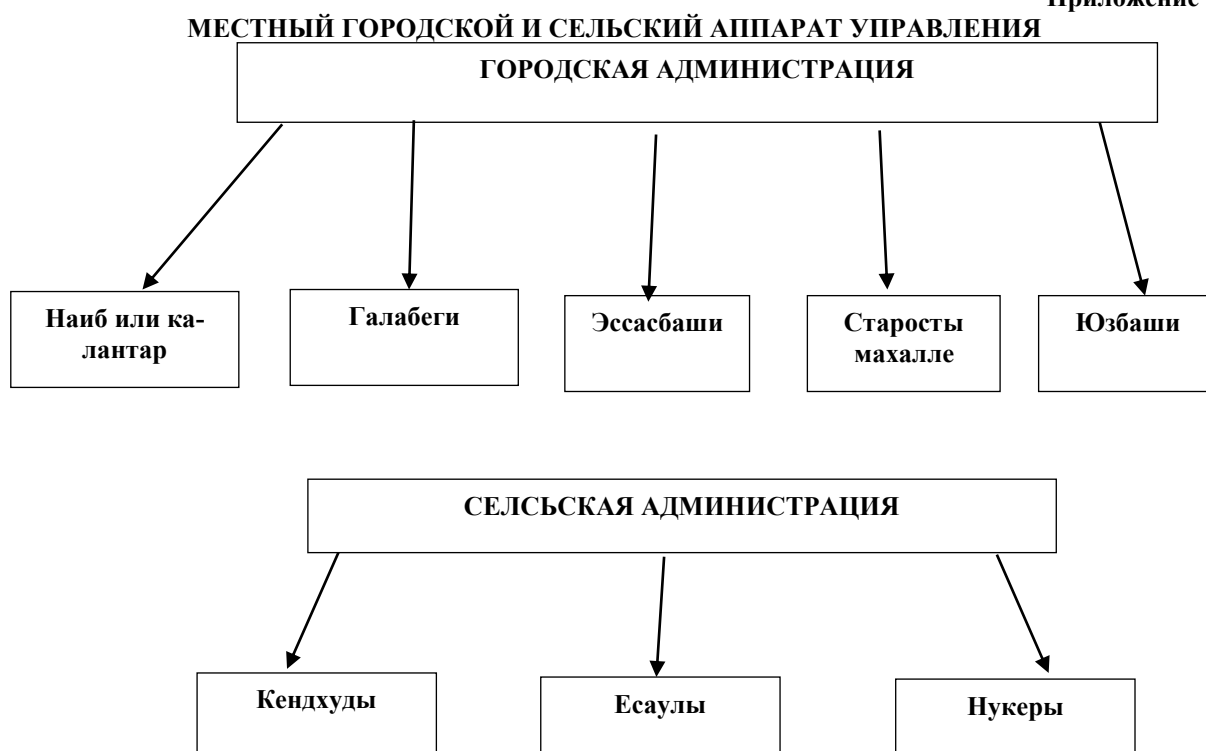 Приложение
МЕСТНЫЙ ГОРОДСКОЙ И СЕЛЬСКИЙ АППАРАТ УПРАВЛЕНИЯ
ГОРОДСКАЯ АДМИНИСТРАЦИЯ
Наиб или ка-
лантар
Галабеги
Эссасбаши
Старосты
махалле
Юзбаши
СЕЛСЬСКАЯ АДМИНИСТРАЦИЯ
Кендхуды
Есаулы
Нукеры